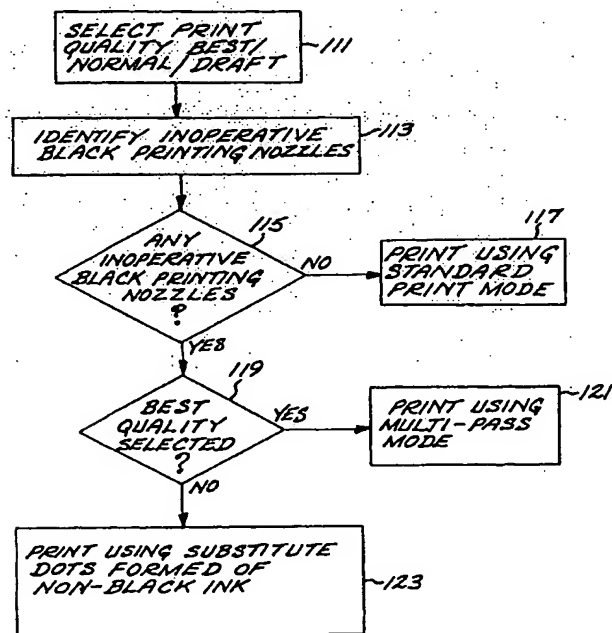 SELECT PRINT
QUALITY BEST/
NORMAL/DRAFT
111
IDENTIFY INOPERATIVE
BLACK PRINTING NOZZLES
113
115
ANY
INOPERATIVE
BLACK PRINTING
NOZZLES
?
NO
117
PRINT USING
STANDARD
PRINT MODE
YES
119
BEST
QUALITY
SELECTED
?
YES
121
PRINT USING
MULTI-PASS
MODE
NO
PRINT USING SUBSTITUTE
DOTS FORMED OF
NON-BLACK INK
123